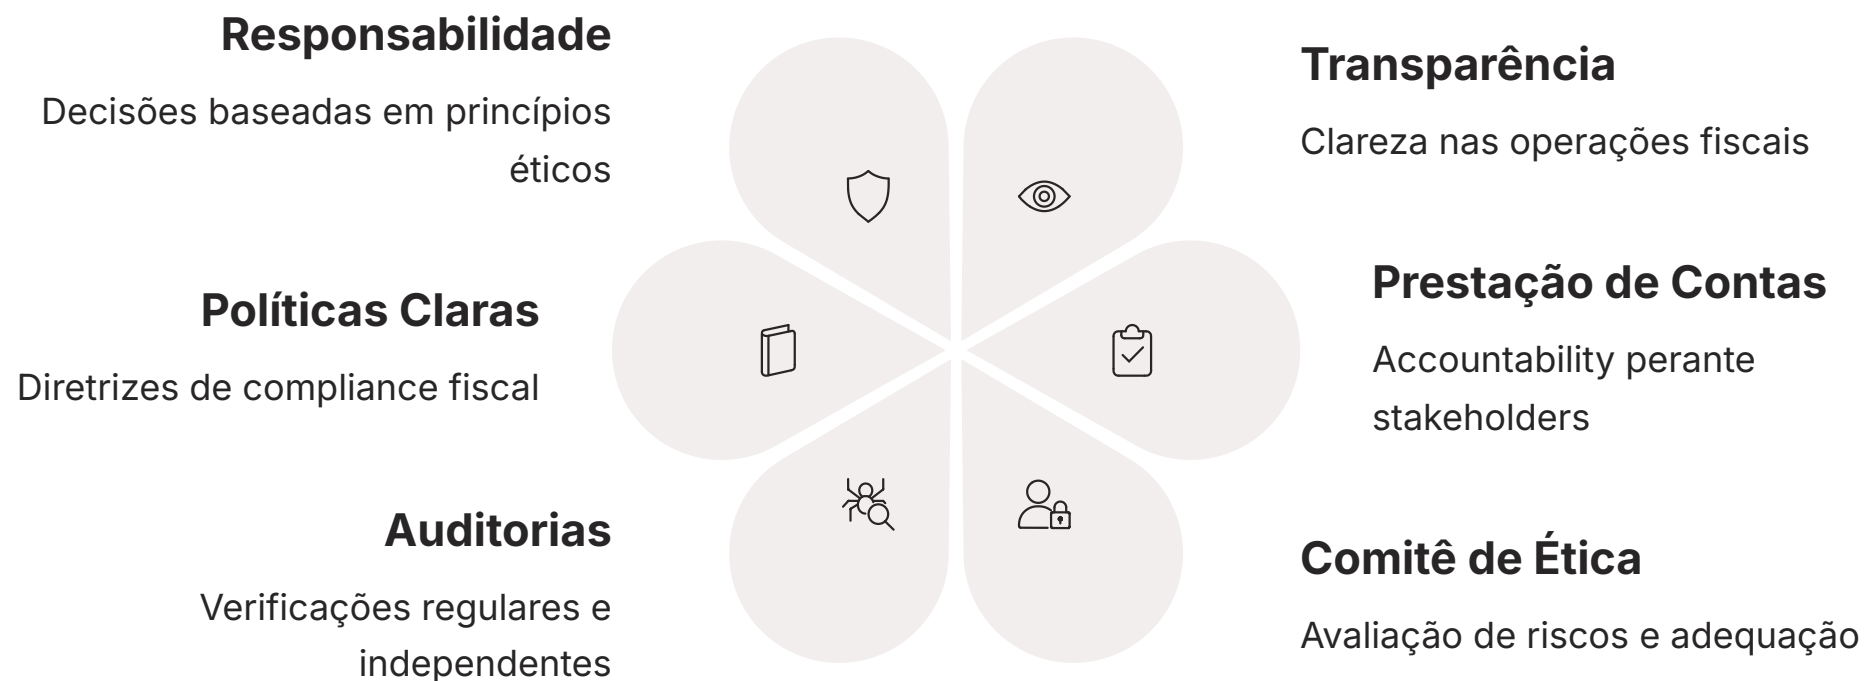 Responsabilidade
Decisões baseadas em princípios
éticos
Transparência
Clareza nas operações fiscais
Políticas Claras
Diretrizes de compliance fiscal
Prestação de Contas
Accountability perante
stakeholders
Auditorias
Verificações regulares e
independentes
Comitê de Ética
Avaliação de riscos e adequação